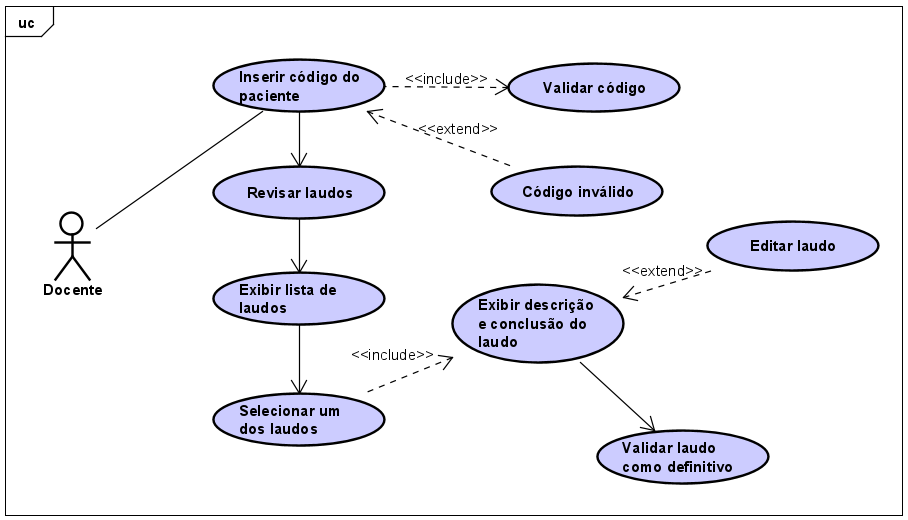 uc
Inserir código do
paciente
<<include>>
Validar código
<<extend>>
Revisar laudos
Código inválido
Docente
Editar laudo
<<extend>>
Exibir lista de
laudos
Exibir descrição
e conclusão do
laudo
<<include>>
Selecionar um
dos laudos
Validar laudo
como definitivo